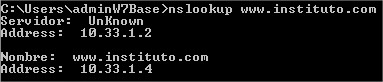 C:\Users\adminW7Base>nslookup www.instituto.com
Servidor:  UnKnown
Address:  10.33.1.2
Nombre:  www.instituto.com
Address:  10.33.1.4